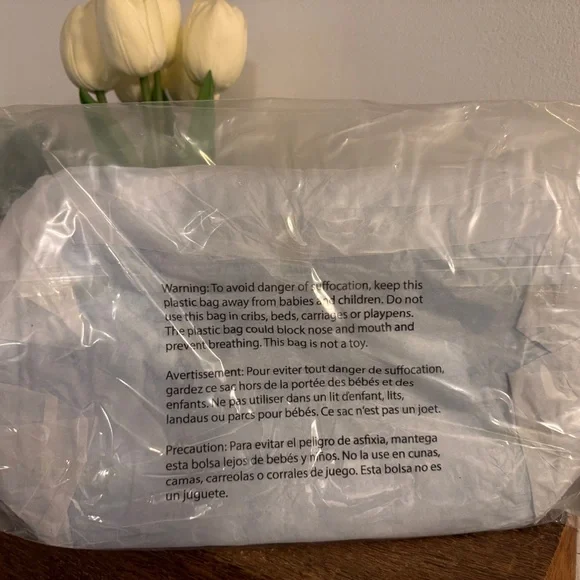 Warning: To avoid danger of suffocation, keep this
plastic bag away from babies and children. Do not
use this bag in cribs, beds, carriages or playpens.
The plastic bag could block nose and mouth and
prevent breathing. This bag is not a toy.
Avertissement: Pour eviter tout danger de suffocation,
gardez ce sac hors de la portée des bébés et des
enfants. Ne pas utiliser dans un lit d'enfant, lits,
landaus ou parcs pour bébés. Ce sac n'est pas un joet.
Precaution: Para evitar el peligro de asfixia, mantega
esta bolsa lejos de bebés y niños. No la use en cunas,
camas, carreolas o corrales de juego. Esta bolsa no es
un juguete.